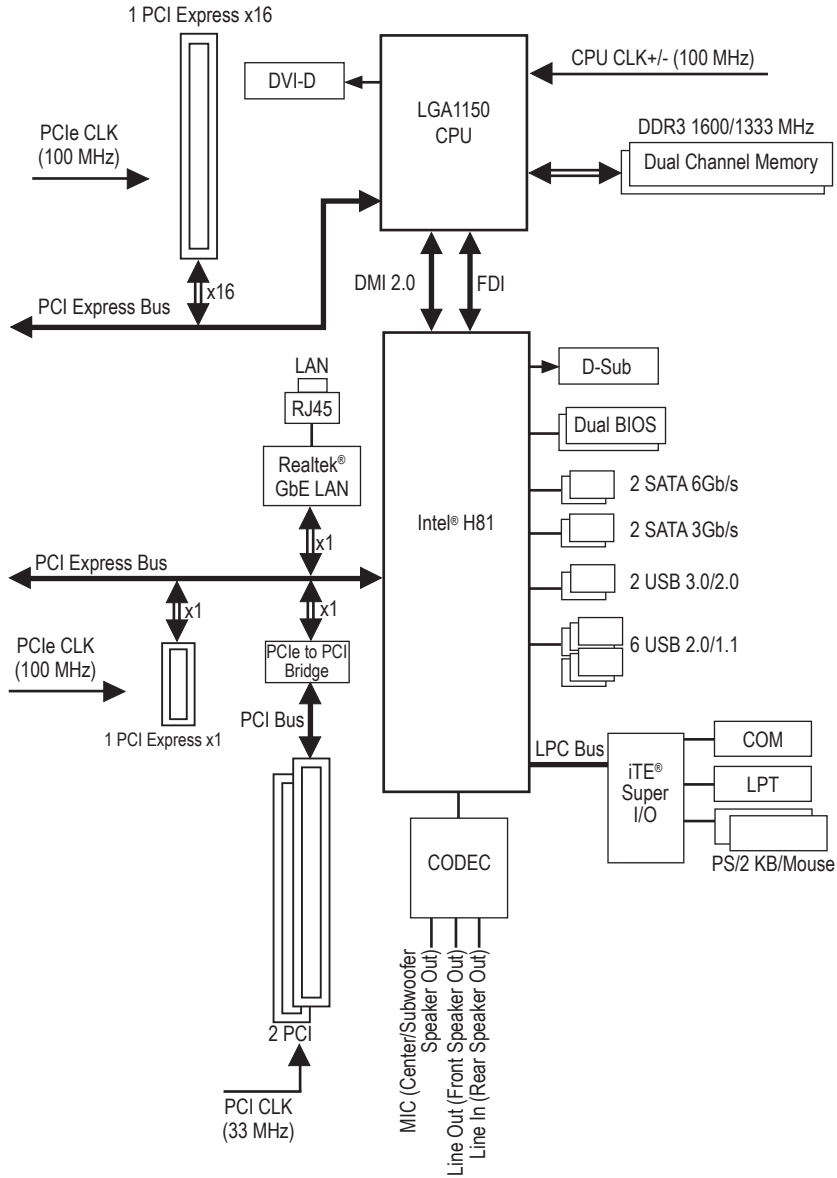 1 PCI Express x16
CPU CLK+/- (100 MHz)
DVI-D
LGA1150
CPU
PCIe CLK
(100 MHz)
DDR3 1600/1333 MHz
Dual Channel Memory
x16
DMI 2.0
FDI
PCI Express Bus
LAN
RJ45
D-Sub
Dual BIOS
Realtek®
GbE LAN
2 SATA 6Gb/s
Intel® H81
2 SATA 3Gb/s
x1
PCI Express Bus
2 USB 3.0/2.0
x1
x1
PCIe CLK
(100 MHz)
PCIe to PCI
Bridge
6 USB 2.0/1.1
1 PCI Express x1
PCI Bus
LPC Bus
iTE®
Super
I/O
COM
LPT
PS/2 KB/Mouse
CODEC
MIC (Center/Subwoofer
Speaker Out)
Line Out (Front Speaker Out)
Line In (Rear Speaker Out)
2 PCI
PCI CLK
(33 MHz)